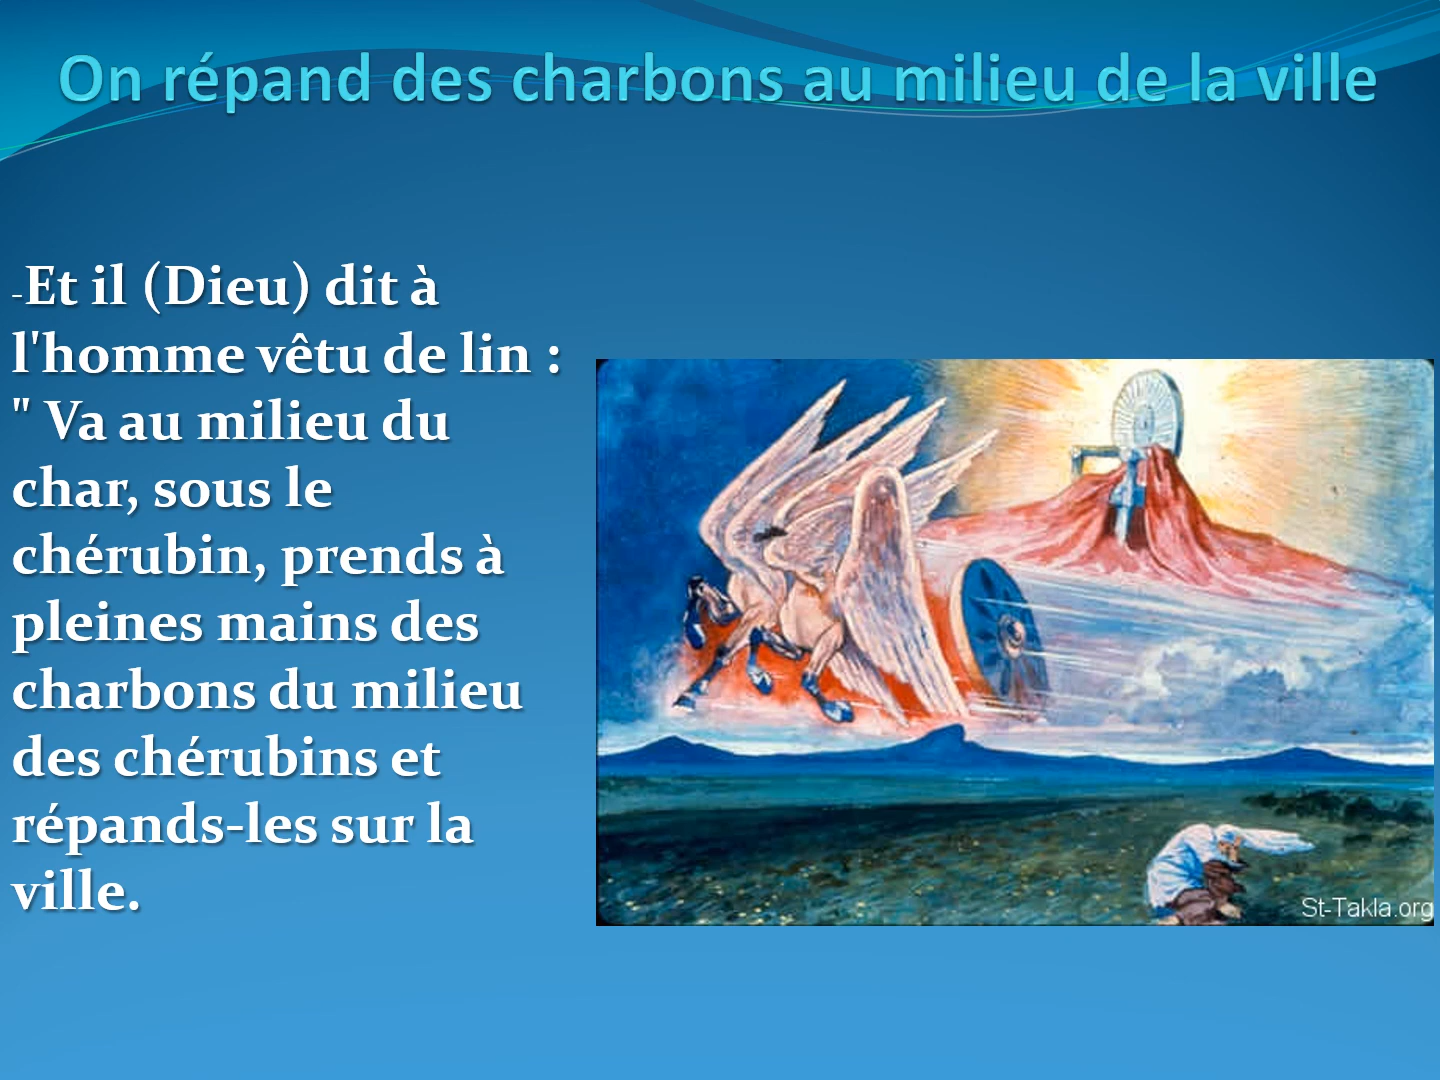 On répand des charbons au milieu de la ville
-Et il (Dieu) dit à
l'homme vêtu de lin :
" Va au milieu du
char, sous le
chérubin, prends à
pleines mains des
charbons du milieu
des chérubins et
répands-les sur la
ville.
St-Takla.org